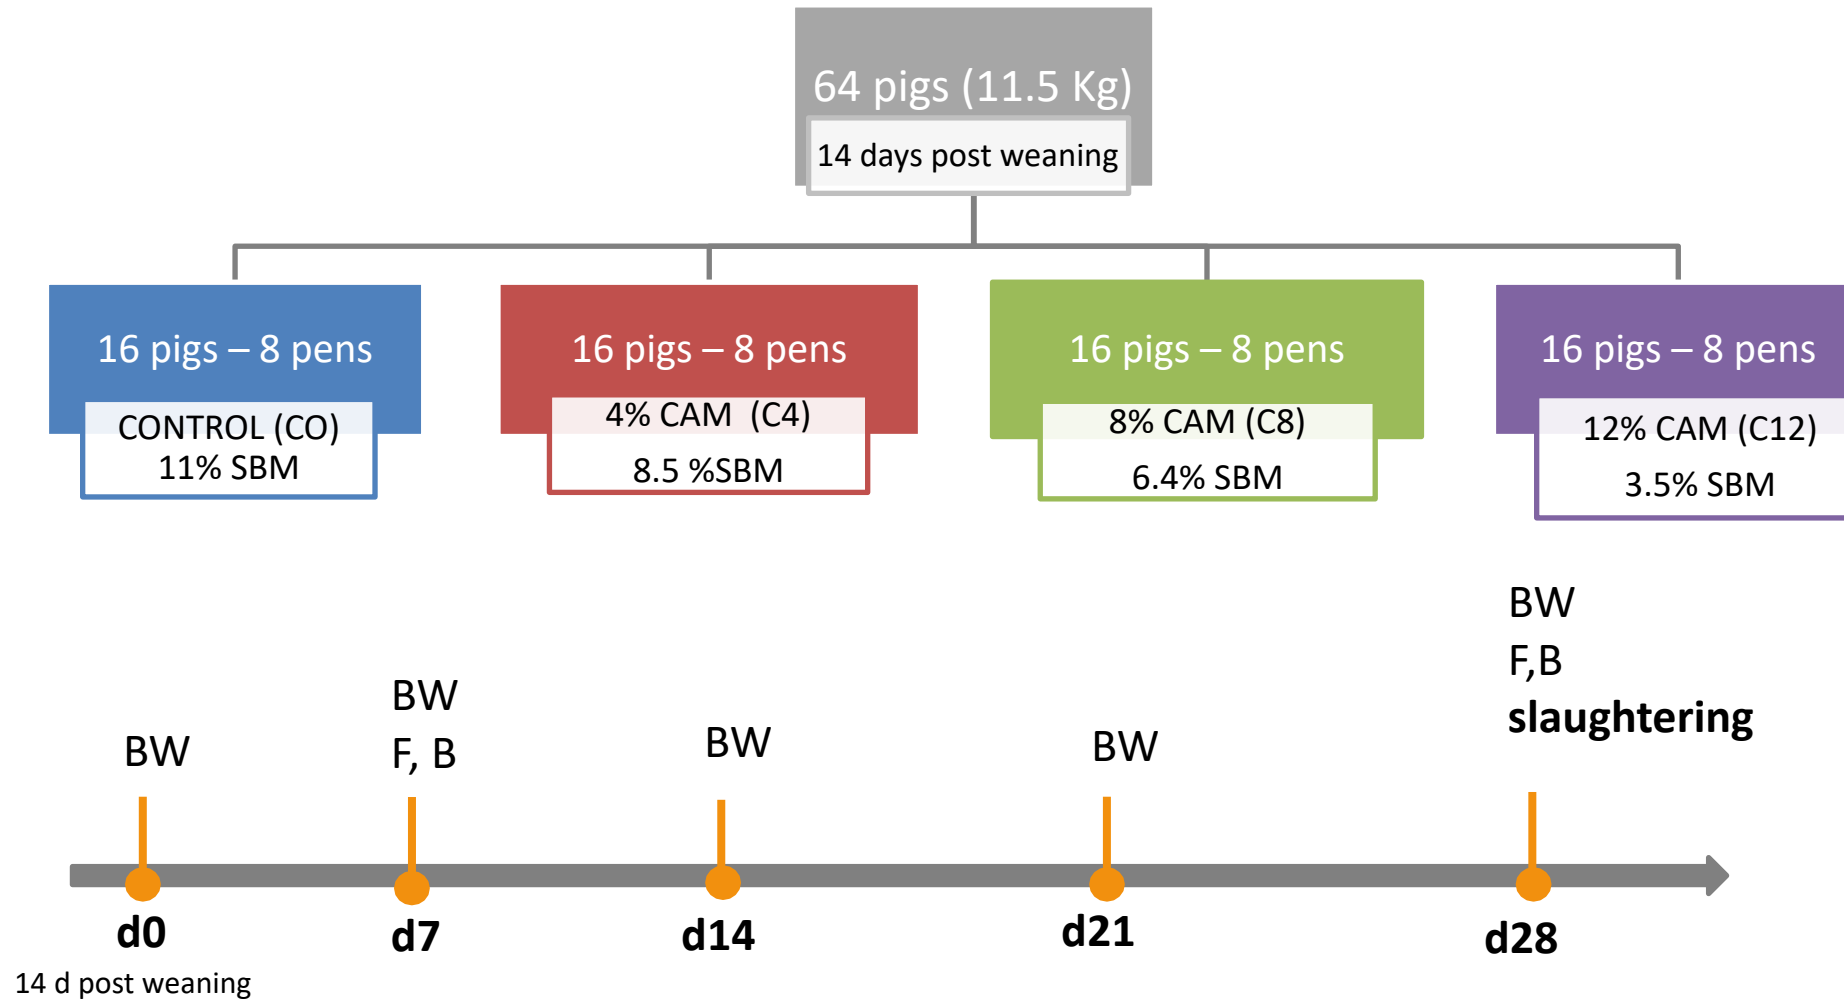 64 pigs (11.5 Kg)
14 days post weaning
16 pigs – 8 pens
CONTROL (CO)
11% SBM
16 pigs – 8 pens
4% CAM (C4)
8.5 %SBM
16 pigs – 8 pens
8% CAM (C8)
6.4% SBM
16 pigs – 8 pens
12% CAM (C12)
3.5% SBM
BW
BW
F, B
BW
BW
BW
F,B
slaughtering
d0
d7
d14
d21
d28
14 d post weaning